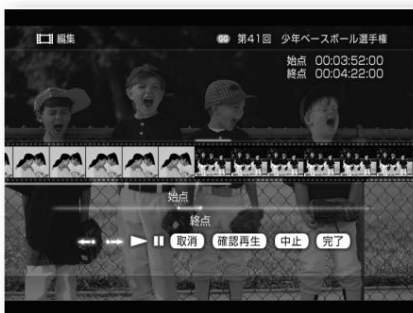 編集
GG 第41回 少年ベースボール選手権
始点 00:03:52:00
終点 00:04:22:00
始点
終点
取消 確認再生 中止 完了